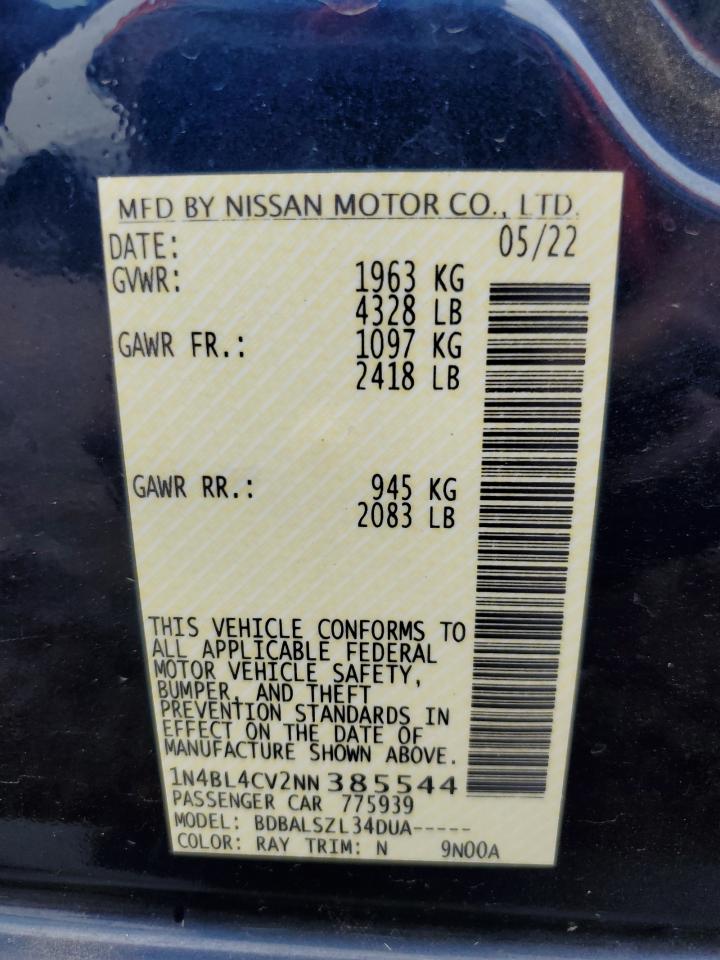 MFD BY NISSAN MOTOR CO., LTD.
DATE: 05/22
GVWR: 1963 KG
4328 LB
GAWR FR.: 1097 KG
2418 LB
GAWR RR.: 945 KG
2083 LB
THIS VEHICLE CONFORMS TO
ALL APPLICABLE FEDERAL
MOTOR VEHICLE SAFETY,
BUMPER, AND THEFT
PREVENTION STANDARDS IN
EFFECT ON THE DATE OF
MANUFACTURE SHOWN ABOVE.
1N4BL4CV2NN385544
PASSENGER CAR 775939
MODEL: BDBALSZL34DUA-----
COLOR: RAY TRIM: N 9N00A